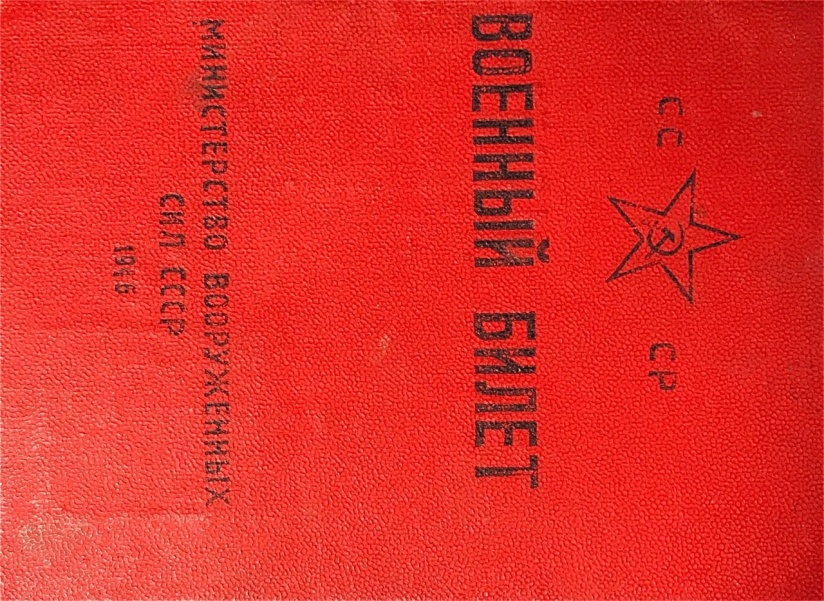 СС СР
ВОЕННЫЙ БИЛЕТ
МИНИСТЕРСТВО ВООРУЖЕННЫХ
СИЛ СССР
1946